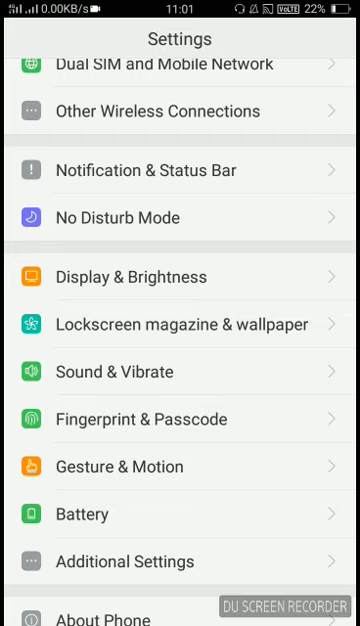 0.00KB/s 11:01 VoLTE 22%
Settings
Dual SIM and Mobile Network
Other Wireless Connections
Notification & Status Bar
No Disturb Mode
Display & Brightness
Lockscreen magazine & wallpaper
Sound & Vibrate
Fingerprint & Passcode
Gesture & Motion
Battery
Additional Settings
DU SCREEN RECORDER
About Phone